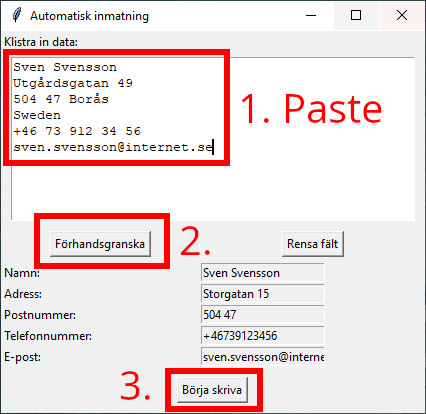 Automatisk inmatning
Klistra in data:
Sven Svensson
Utgårdsgatan 49
504 47 Borås
Sweden
+46 73 912 34 56
sven.svensson@internet.se
1. Paste
Förhandsgranska
2.
Rensa fält
Namn:
Sven Svensson
Adress:
Storgatan 15
Postnummer:
504 47
Telefonnummer:
+46739123456
E-post:
sven.svensson@interne
3.
Börja skriva